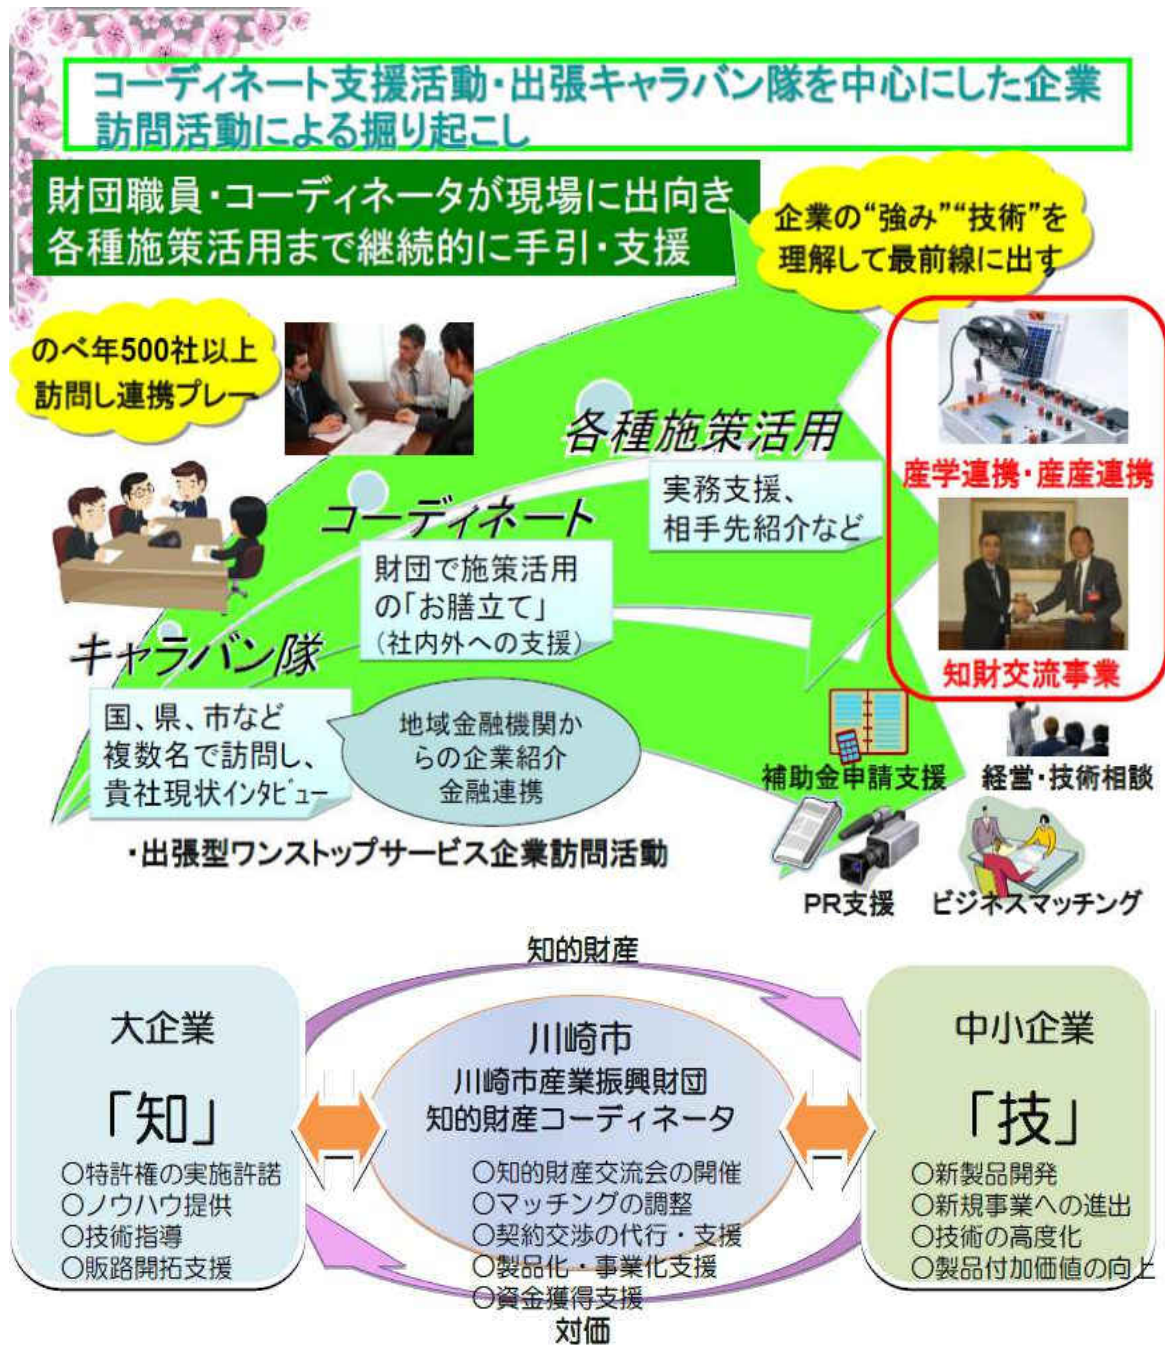 コーディネート支援活動・出張キャラバン隊を中心にした企業
訪問活動による掘り起こし
財団職員・コーディネータが現場に出向き
各種施策活用まで継続的に手引・支援
企業の“強み”“技術”を
理解して最前線に出す
のべ年500社以上
訪問し連携プレー
各種施策活用
実務支援、
相手先紹介など
産学連携・産産連携
知財交流事業
コーディネート
財団で施策活用
の「お膳立て」
(社内外への支援)
キャラバン隊
国、県、市など
複数名で訪問し、
貴社現状インタビュー
地域金融機関か
らの企業紹介
金融連携
・出張型ワンストップサービス企業訪問活動
補助金申請支援
経営・技術相談
PR支援
ビジネスマッチング
知的財産
大企業
「知」
○特許権の実施許諾
○ノウハウ提供
○技術指導
○販路開拓支援
川崎市
川崎市産業振興財団
知的財産コーディネータ
○知的財産交流会の開催
○マッチングの調整
○契約交渉の代行・支援
○製品化・事業化支援
○資金獲得支援
中小企業
「技」
○新製品開発
○新規事業への進出
○技術の高度化
○製品付加価値の向上
対価